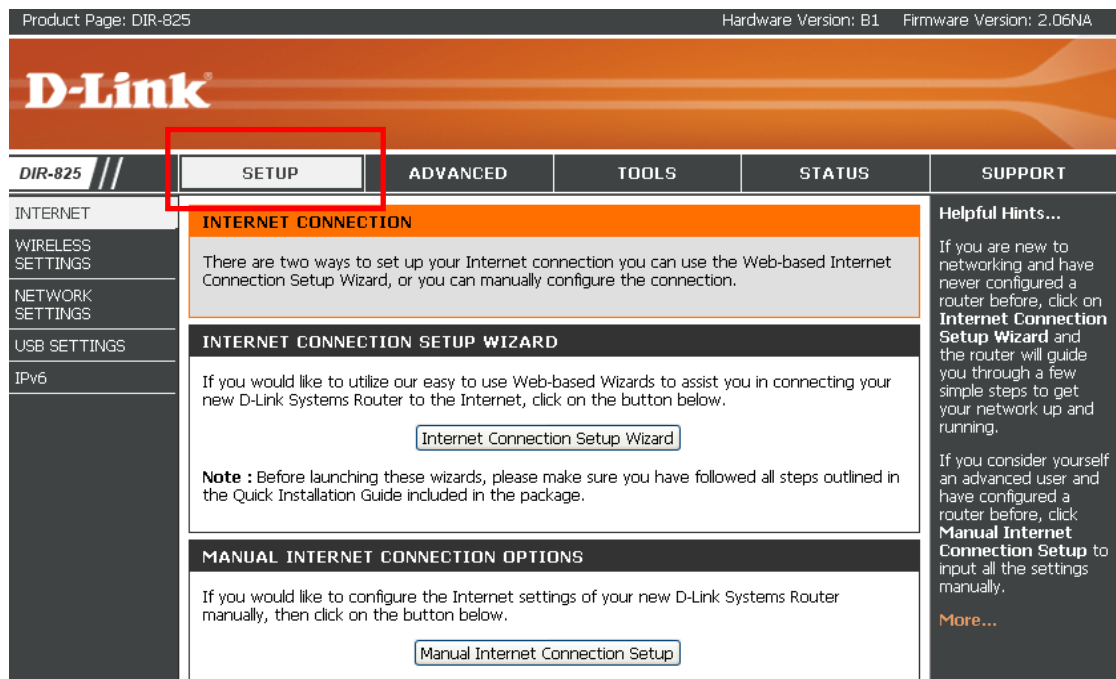 Product Page: DIR-825
Hardware Version: B1
Firmware Version: 2.06NA
D-Link®
DIR-825
SETUP
ADVANCED
TOOLS
STATUS
SUPPORT
INTERNET
WIRELESS
SETTINGS
NETWORK
SETTINGS
USB SETTINGS
IPv6
INTERNET CONNECTION
There are two ways to set up your Internet connection you can use the Web-based Internet
Connection Setup Wizard, or you can manually configure the connection.
INTERNET CONNECTION SETUP WIZARD
If you would like to utilize our easy to use Web-based Wizards to assist you in connecting your
new D-Link Systems Router to the Internet, click on the button below.
Internet Connection Setup Wizard
Note : Before launching these wizards, please make sure you have followed all steps outlined in
the Quick Installation Guide included in the package.
MANUAL INTERNET CONNECTION OPTIONS
If you would like to configure the Internet settings of your new D-Link Systems Router
manually, then click on the button below.
Manual Internet Connection Setup
Helpful Hints...
If you are new to
networking and have
never configured a
router before, click on
Internet Connection
Setup Wizard and
the router will guide
you through a few
simple steps to get
your network up and
running.
If you consider yourself
an advanced user and
have configured a
router before, click
Manual Internet
Connection Setup to
input all the settings
manually.
More...